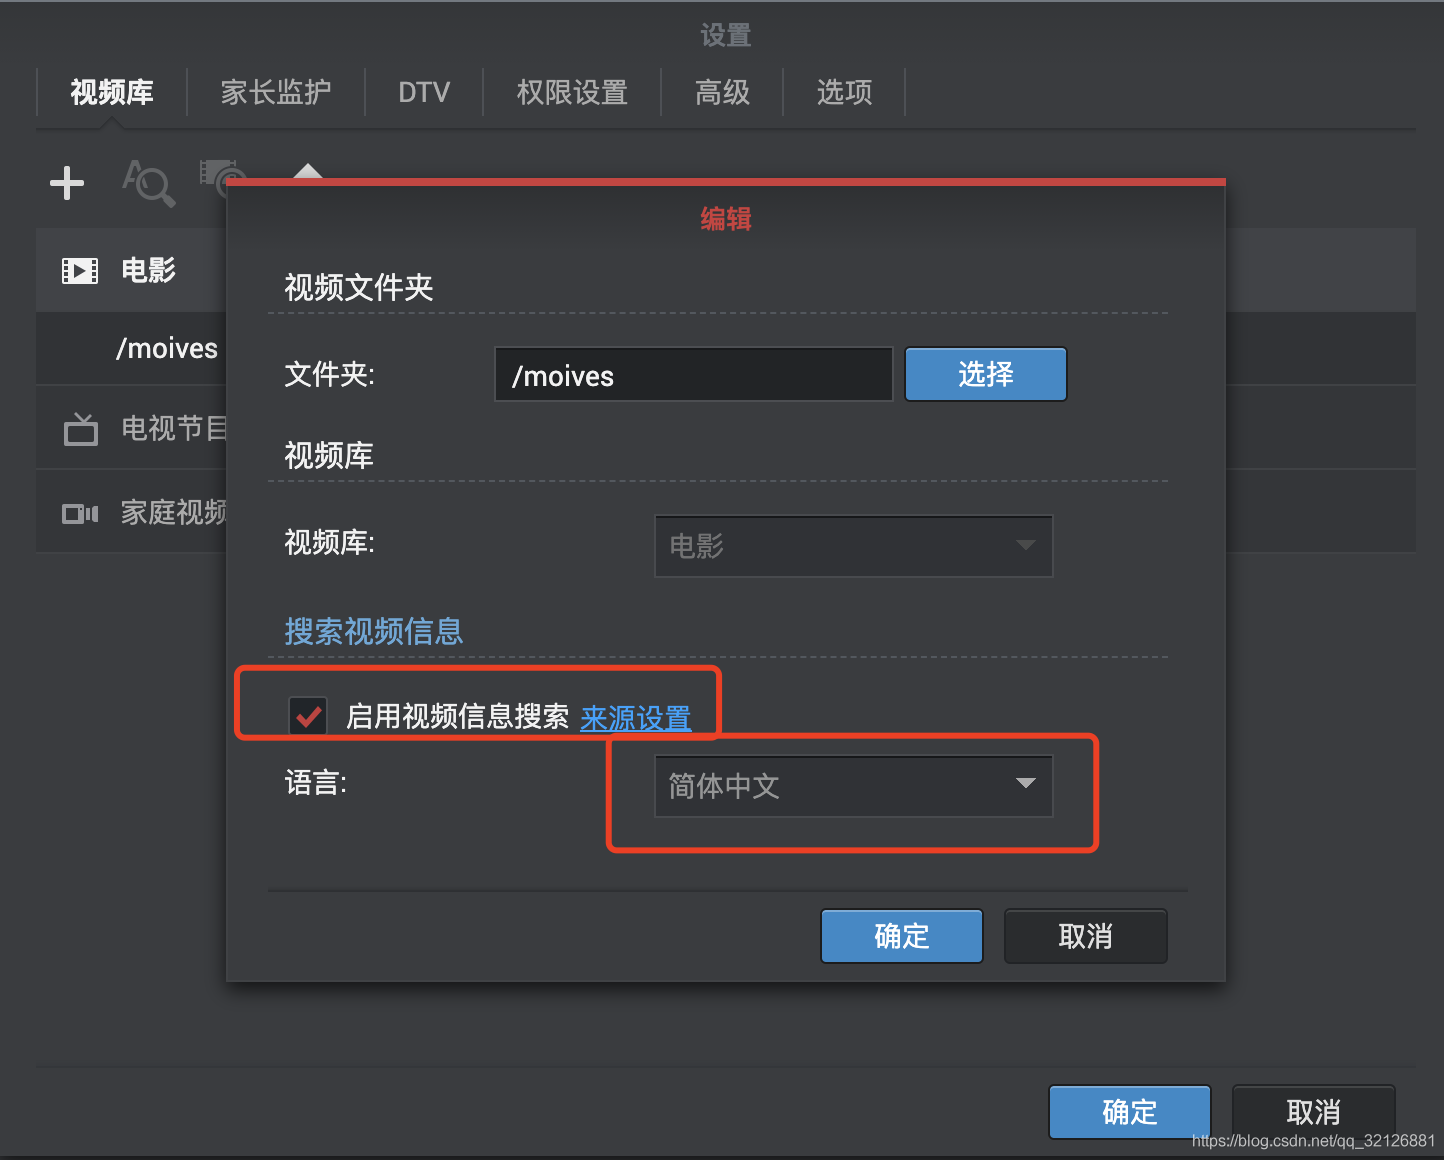 设置
视频库 家长监护 DTV 权限设置 高级 选项
编辑
电影
视频文件夹
/moives
文件夹: /moives 选择
电视节目
视频库
家庭视频
视频库: 电影
搜索视频信息
启用视频信息搜索 来源设置
语言: 简体中文
确定 取消
确定 取消
https://blog.csdn.net/qq_32126881